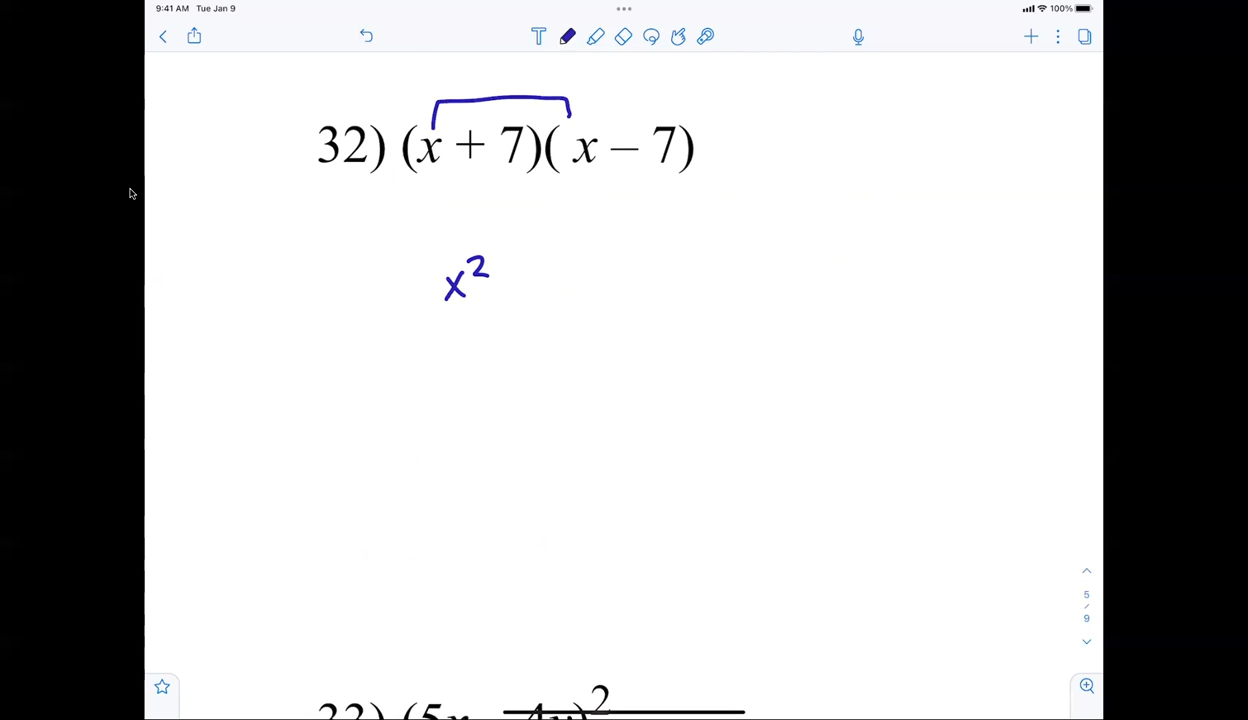 9:41 AM Tue Jan 9
100%
T
32) (x + 7)( x – 7)
x²
5
/
9